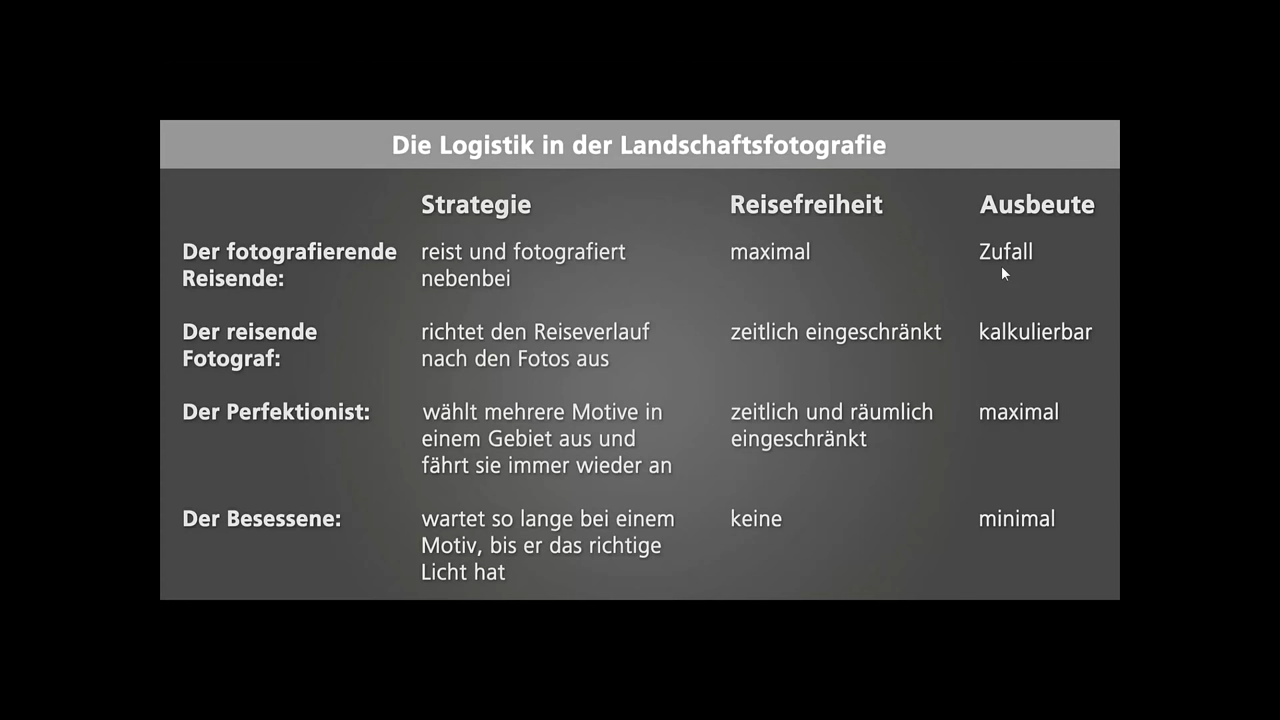 Die Logistik in der Landschaftsfotografie
Strategie Reisefreiheit Ausbeute
Der fotografierende reist und fotografiert maximal Zufall
Reisende: nebenbei
Der reisende richtet den Reiseverlauf zeitlich eingeschränkt kalkulierbar
Fotograf: nach den Fotos aus
Der Perfektionist: wählt mehrere Motive in zeitlich und räumlich maximal
einem Gebiet aus und eingeschränkt
fährt sie immer wieder an
Der Besessene: wartet so lange bei einem keine minimal
Motiv, bis er das richtige
Licht hat